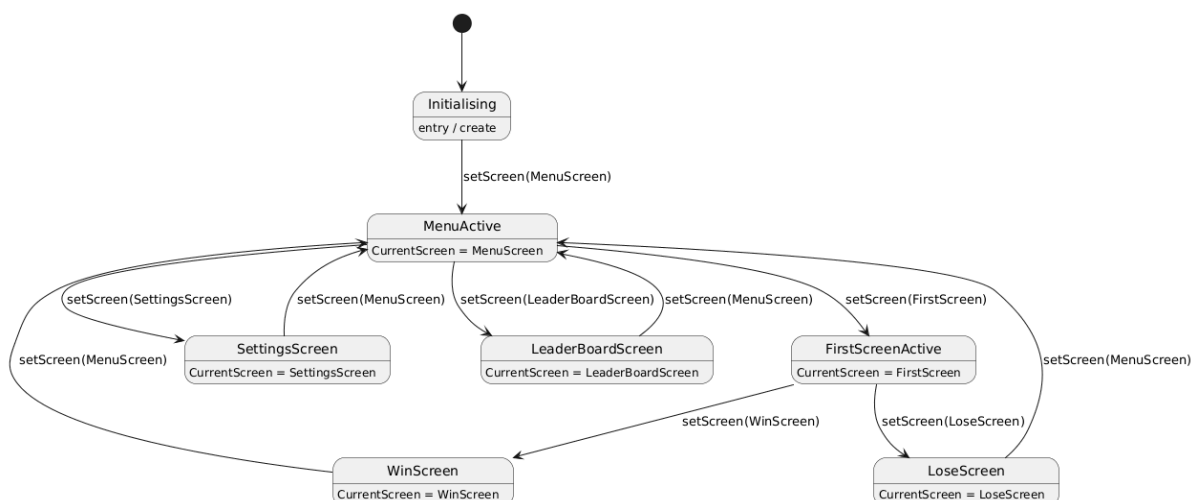 Initialising
entry / create
setScreen(MenuScreen)
MenuActive
CurrentScreen = MenuScreen
setScreen(SettingsScreen)
setScreen(MenuScreen)
setScreen(LeaderBoardScreen)
setScreen(MenuScreen)
setScreen(FirstScreen)
SettingsScreen
CurrentScreen = SettingsScreen
LeaderBoardScreen
CurrentScreen = LeaderBoardScreen
FirstScreenActive
CurrentScreen = FirstScreen
setScreen(MenuScreen)
setScreen(MenuScreen)
setScreen(WinScreen)
setScreen(LoseScreen)
WinScreen
CurrentScreen = WinScreen
LoseScreen
CurrentScreen = LoseScreen